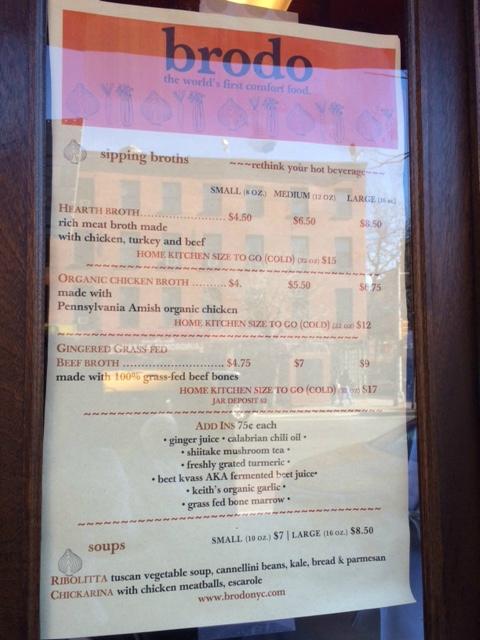 brodo
the world's first comfort food.
sipping broths ~~~rethink your hot beverage~~~
SMALL (8 OZ.) MEDIUM (12 OZ) LARGE (16 oz)
HEARTH BROTH........................ $4.50 $6.50 $8.50
rich meat broth made
with chicken, turkey and beef
HOME KITCHEN SIZE TO GO (COLD) (32 oz) $15
ORGANIC CHICKEN BROTH ................. $4. $5.50 $6.75
made with
Pennsylvania Amish organic chicken
HOME KITCHEN SIZE TO GO (COLD) (32 oz) $12
GINGERED GRASS FED
BEEF BROTH ............................ $4.75 $7 $9
made with 100% grass-fed beef bones
HOME KITCHEN SIZE TO GO (COLD) (32 oz) $17
JAR DEPOSIT $2
ADD INS 75¢ each
• ginger juice • calabrian chili oil •
• shiitake mushroom tea •
• freshly grated turmeric •
• beet kvass AKA fermented beet juice•
• keith's organic garlic •
• grass fed bone marrow •
soups SMALL (10 oz.) $7 | LARGE (16 oz.) $8.50
RIBOLITTA tuscan vegetable soup, cannellini beans, kale, bread & parmesan
CHICKARINA with chicken meatballs, escarole
www.brodonyc.com